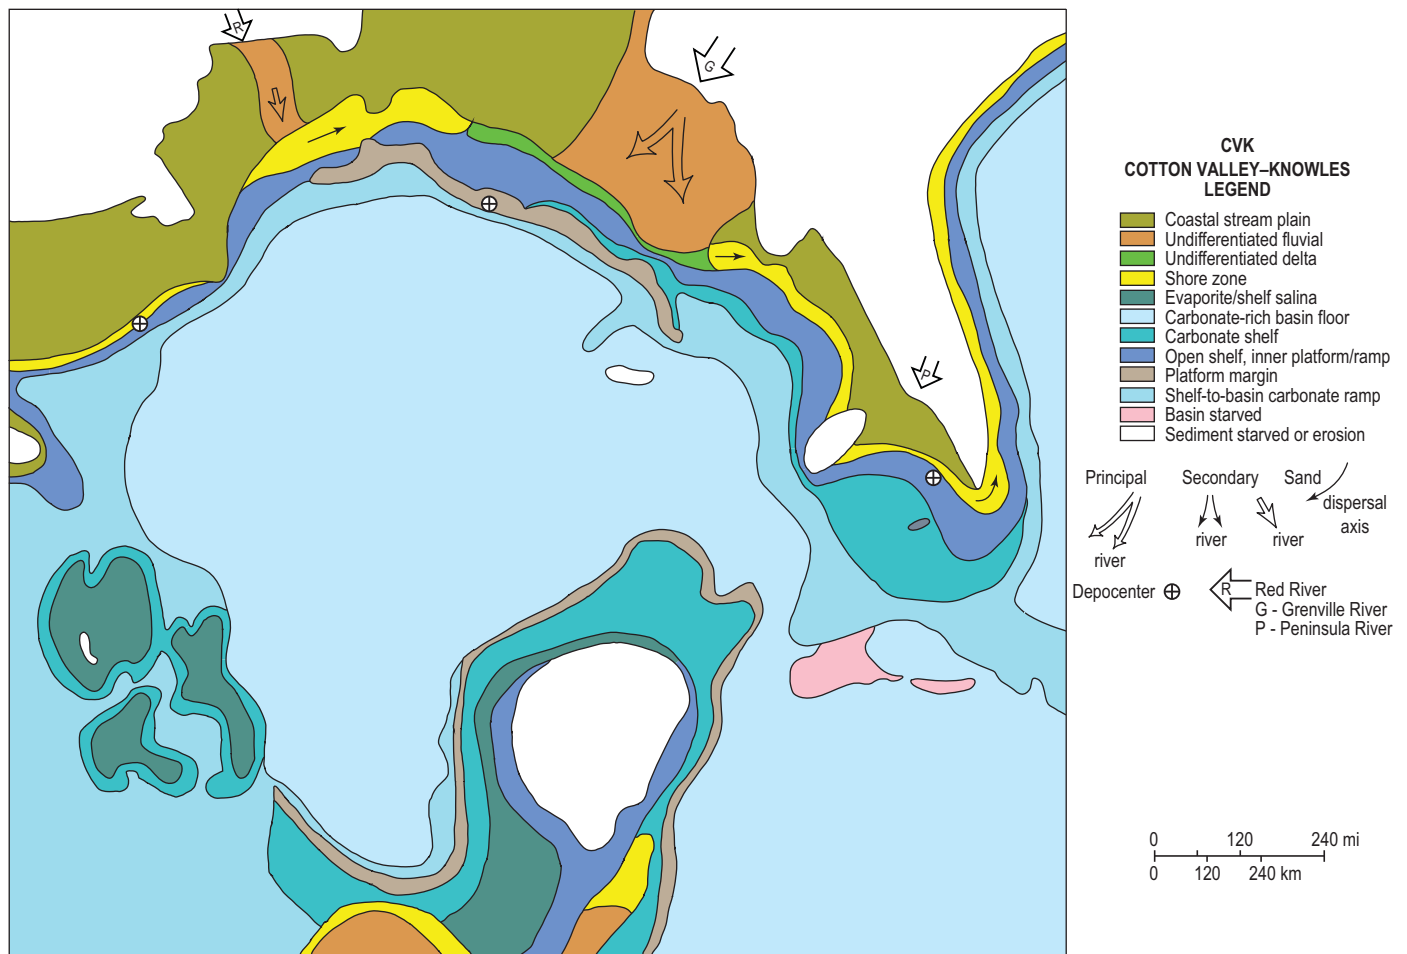 R
G
P
CVK
COTTON VALLEY–KNOWLES
LEGEND
Coastal stream plain
Undifferentiated fluvial
Undifferentiated delta
Shore zone
Evaporite/shelf salina
Carbonate-rich basin floor
Carbonate shelf
Open shelf, inner platform/ramp
Platform margin
Shelf-to-basin carbonate ramp
Basin starved
Sediment starved or erosion
Principal
river
Secondary
river
river
Sand
dispersal
axis
Depocenter
R
Red River
G - Grenville River
P - Peninsula River
0 120 240 mi
0 120 240 km